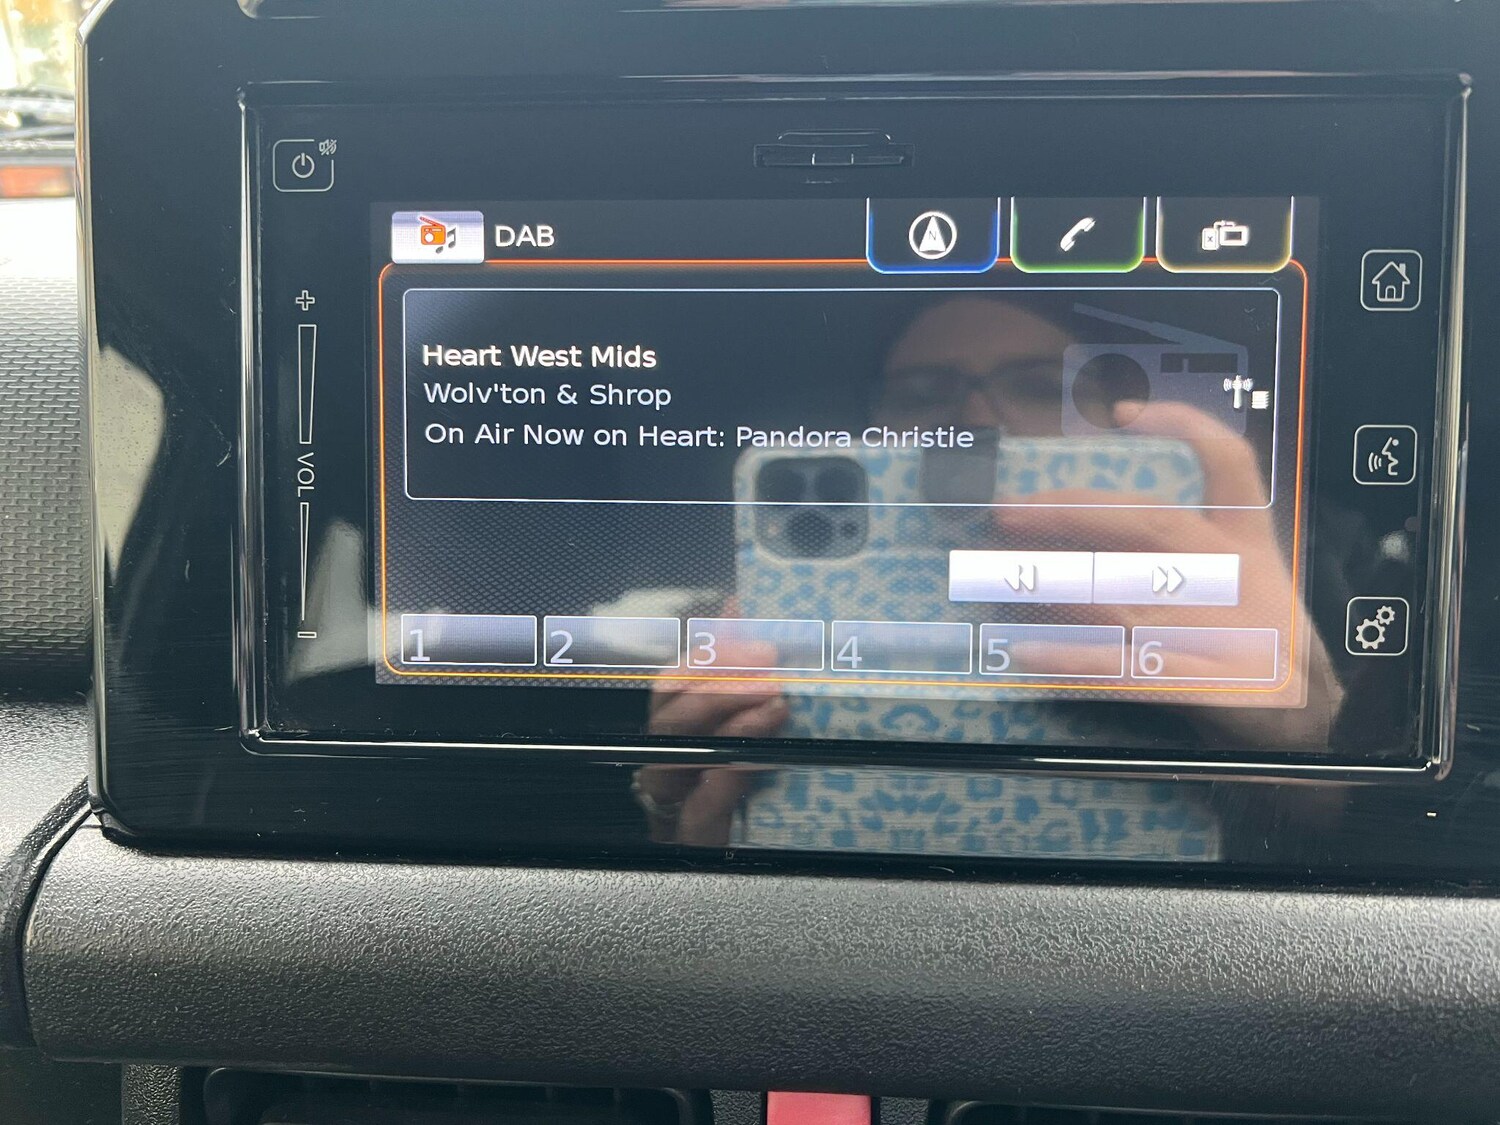 DAB
N
Heart West Mids
Wolv'ton & Shrop
On Air Now on Heart: Pandora Christie
VOL
1 2 3 4 5 6